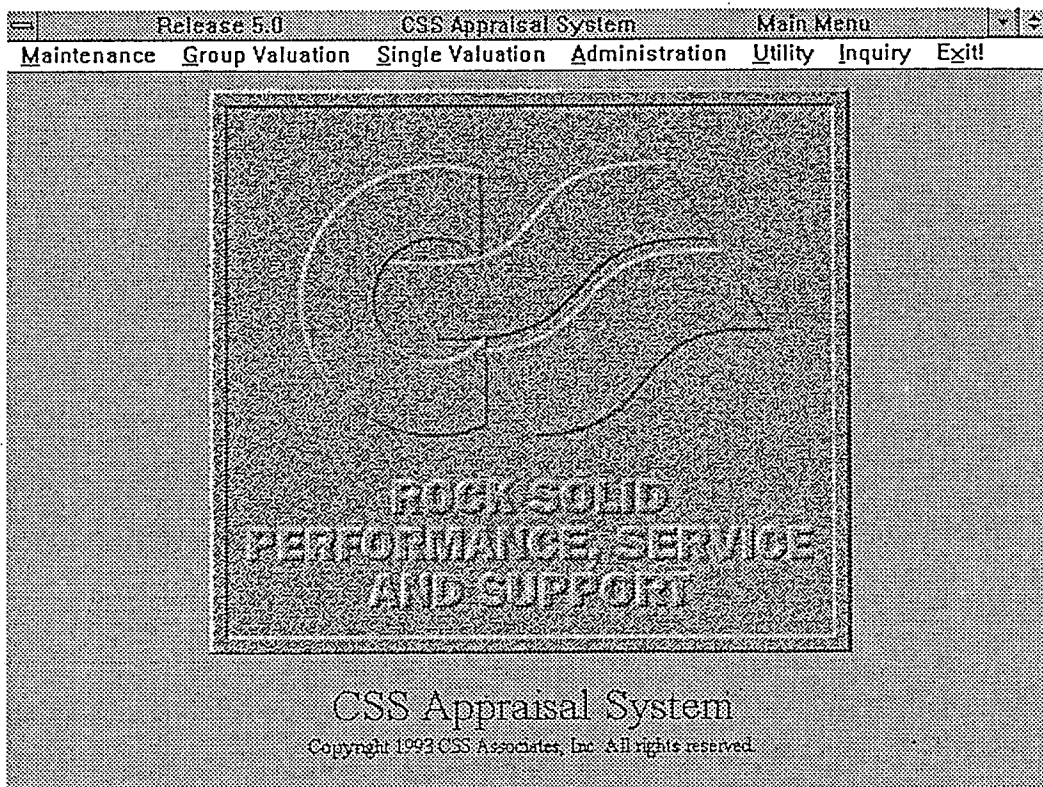 Release 5.0 CSS Appraisal System Main Menu
Maintenance Group Valuation Single Valuation Administration Utility Inquiry Exit!
CSS
ROCK SOLID
PERFORMANCE, SERVICE
AND SUPPORT
CSS Appraisal System
Copyright 1993 CSS Associates, Inc. All rights reserved.